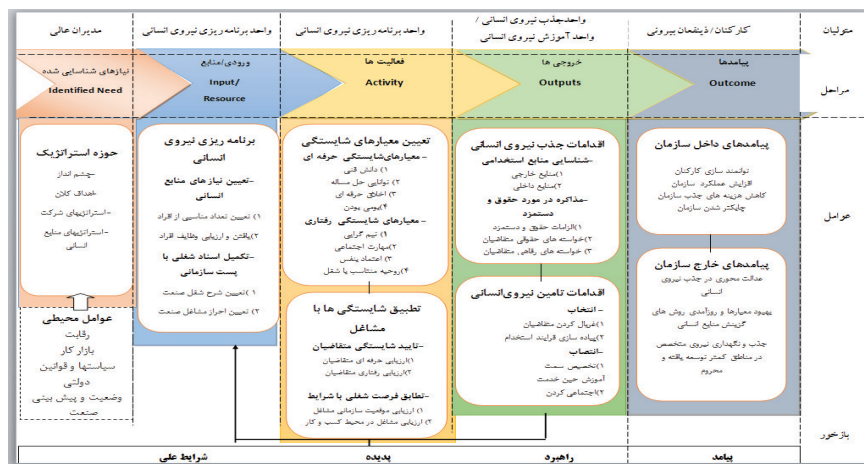 متولیان
کارکنان/ ذینفعان بیرونی
واحدجذب نیروی انسانی /
واحد آموزش نیروی انسانی
واحد برنامه ریزی نیروی انسانی
واحد برنامه ریزی نیروی انسانی
مدیران عالی
مراحل
پیامدها
Outcome
خروجی ها
Outputs
فعالیت ها
Activity
ورودی/منابع
Input/
Resource
نیازهای شناسایی شده
Identified Need
عوامل
پیامدهای داخل سازمان
توانمند سازی کارکنان
افزایش عملکرد سازمان
کاهش هزینه های جذب سازمان
چابکتر شدن سازمان
پیامدهای خارج سازمان
عدالت محوری در جذب نیروی
انسانی
بهبود معیارها و روزآمدی روش های
گزینش منابع انسانی
جذب و نگهداری نیروی متخصص
در مناطق کمتر توسعه یافته و
محروم
اقدامات جذب نیروی انسانی
-شناسایی منابع استخدامی
۱)منابع خارجی
۲)منابع داخلی
-مذاکره در مورد حقوق و
دستمزد
۱)الزامات حقوق و دستمزد
۲)خواسته های حقوقی متقاضیان
۳) خواسته های رفاهی متقاضیان
اقدامات تامین نیروی‌انسانی
- انتخاب
۱)غربال کردن متقاضیان
۲)پیاده سازی فرایند استخدام
-انتصاب
۱)تخصیص سمت
آموزش حین خدمت
۲)اجتماعی کردن
تعیین معیارهای شایستگی
-معیارهای‌شایستگی حرفه ای
۱) دانش فنی
۲) توانایی حل مساله
۳) اخلاق حرفه ای
۴)بومی بودن
-معیارهای شایستگی رفتاری
۱) تیم گرایی
۲)مهارت اجتماعی
۳) اعتماد بنفس
۴)روحیه متناسب با شغل
تطبیق شایستگی ها با
مشاغل
-تایید شایستگی متقاضیان
۱)ارزیابی حرفه ای متقاضیان
۲)ارزیابی رفتاری متقاضیان
-تطابق فرصت شغلی با شرایط
۱) ارزیابی موقعیت سازمانی مشاغل
۲) ارزیابی مشاغل در محیط کسب و کار
برنامه ریزی نیروی
انسانی
-تعیین نیاز های منابع
انسانی
۱) تعیین تعداد مناسبی از افراد
۲)یافتن و ارزیابی وظایف افراد
-تکمیل اسناد شغلی با
پست سازمانی
۱ )تعیین شرح شغل صنعت
۲) تعیین احراز مشاغل صنعت
حوزه استراتژیک
-چشم انداز
-اهداف کلان
-استراتژیهای شرکت
-استراتژیهای منابع
انسانی
عوامل محیطی
رقابت
بازار کار
سیاستها و قوانین
دولتی
وضعیت و پیش بینی
صنعت
بازخور
پیامد
راهبرد
پدیده
شرایط علی